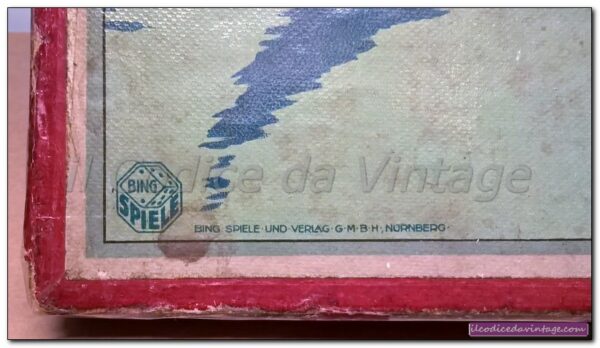 il Codice da Vintage
BING
SPIELE
BING SPIELE · UND VERLAG · G · M · B · H ·, NÜRNBERG ·
ilcodicedavintage.com